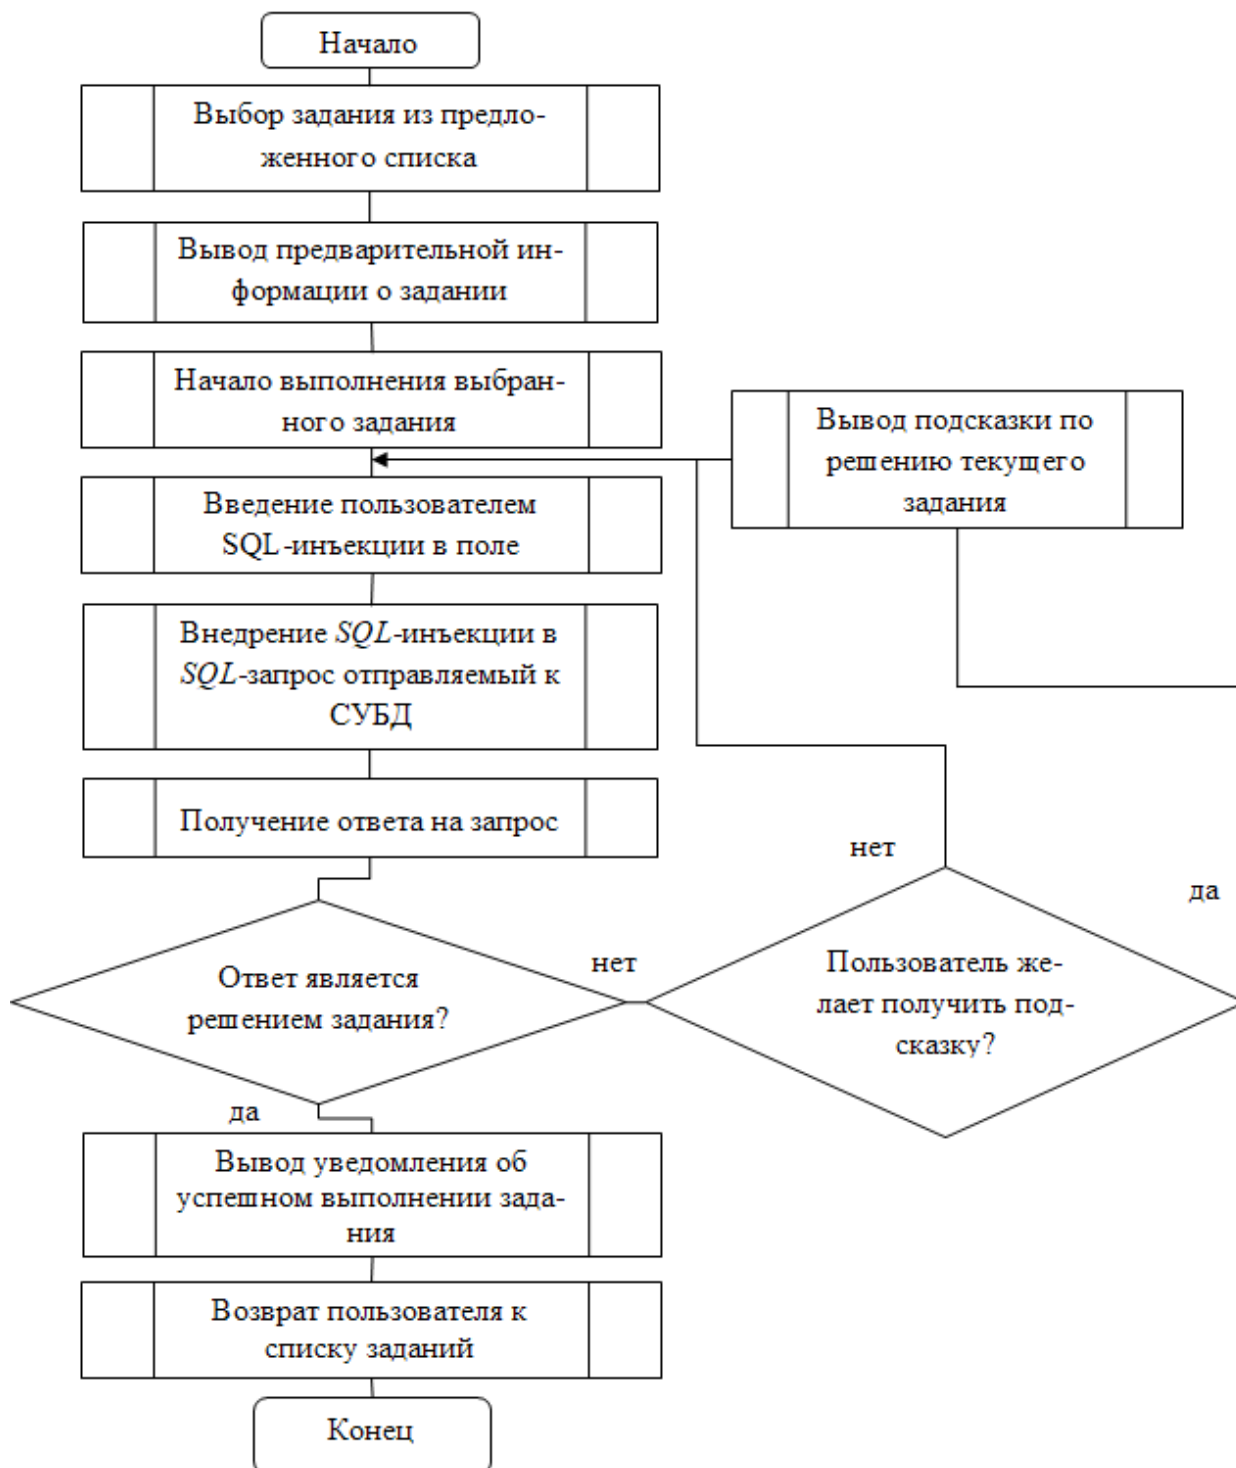 Начало
Выбор задания из предло-
женного списка
Вывод предварительной ин-
формации о задании
Начало выполнения выбран-
ного задания
Вывод подсказки по
решению текущего
задания
Введение пользователем
SQL-инъекции в поле
Внедрение SQL-инъекции в
SQL-запрос отправляемый к
СУБД
Получение ответа на запрос
нет
да
Ответ является
решением задания?
нет
Пользователь же-
лает получить под-
сказку?
да
Вывод уведомления об
успешном выполнении зада-
ния
Возврат пользователя к
списку заданий
Конец